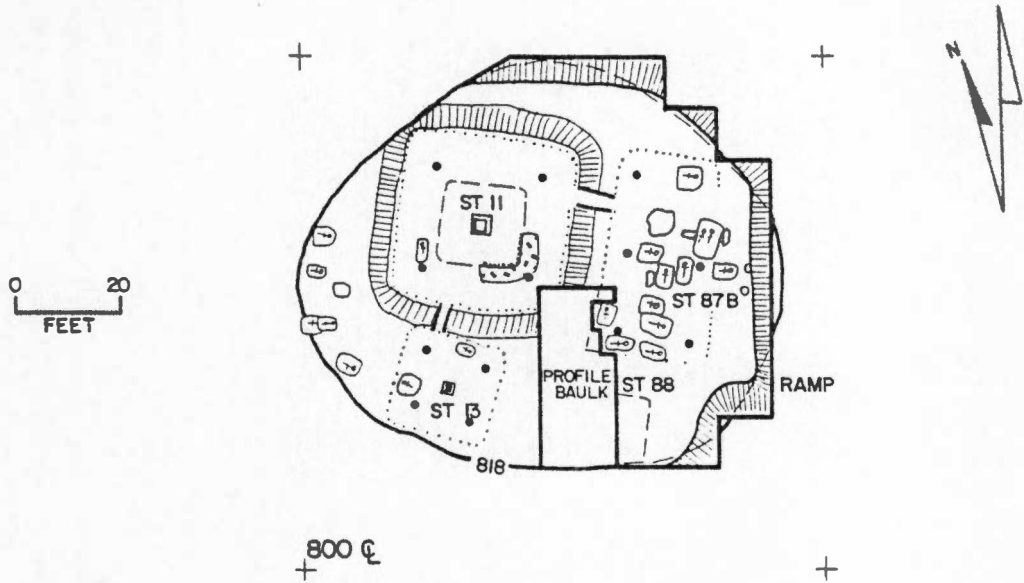 N
ST 11
0 20
FEET
ST 87B
PROFILE
BAULK
ST 88
RAMP
ST 13
818
800 ℄